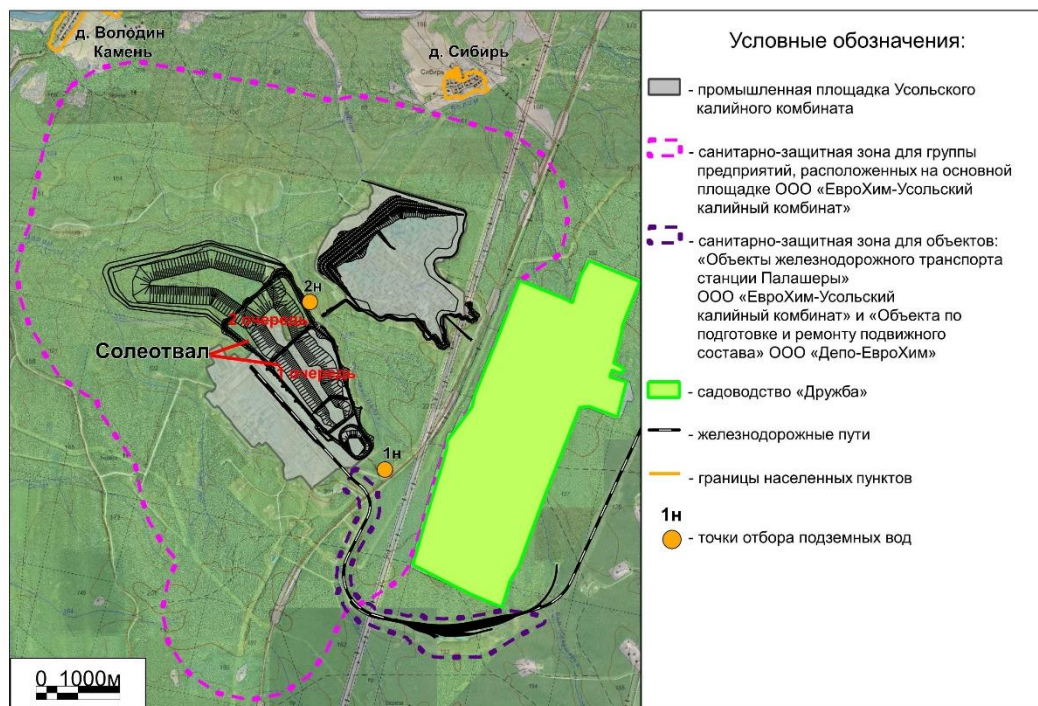 д. Володин
Камень
д. Сибирь
Сибирь
2н
2 очередь
Солеотвал
1 очередь
1н
0 1000м
Условные обозначения:
- промышленная площадка Усольского
калийного комбината
- санитарно-защитная зона для группы
предприятий, расположенных на основной
площадке ООО «ЕвроХим-Усольский
калийный комбинат»
- санитарно-защитная зона для объектов:
«Объекты железнодорожного транспорта
станции Палашеры»
ООО «ЕвроХим-Усольский
калийный комбинат» и «Объекта по
подготовке и ремонту подвижного
состава» ООО «Депо-ЕвроХим»
- садоводство «Дружба»
- железнодорожные пути
- границы населенных пунктов
1н
- точки отбора подземных вод